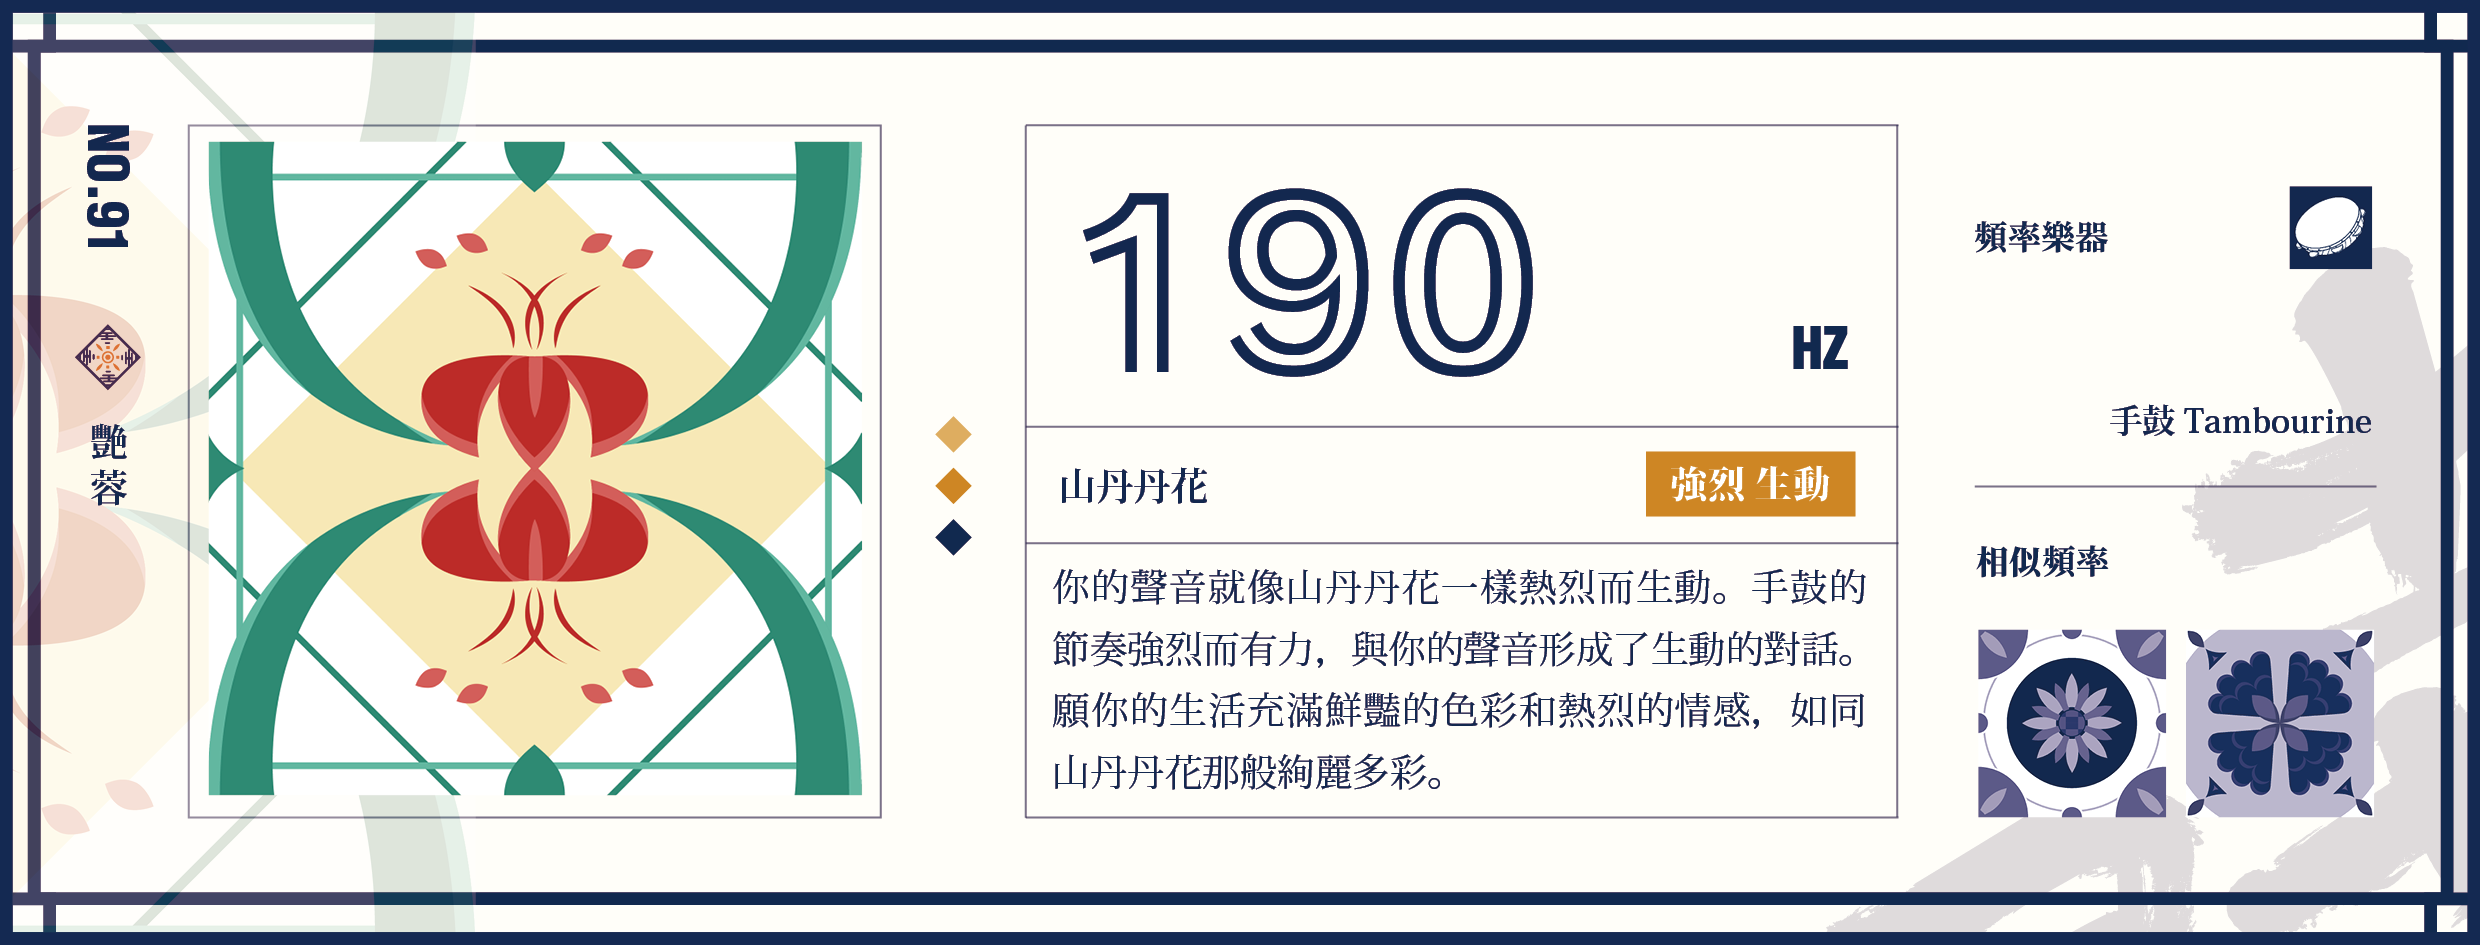 NO.91
艷蓉
190
HZ
山丹丹花
強烈 生動
你的聲音就像山丹丹花一樣熱烈而生動。手鼓的
節奏強烈而有力，與你的聲音形成了生動的對話。
願你的生活充滿鮮豔的色彩和熱烈的情感，如同
山丹丹花那般絢麗多彩。
頻率樂器
手鼓 Tambourine
相似頻率